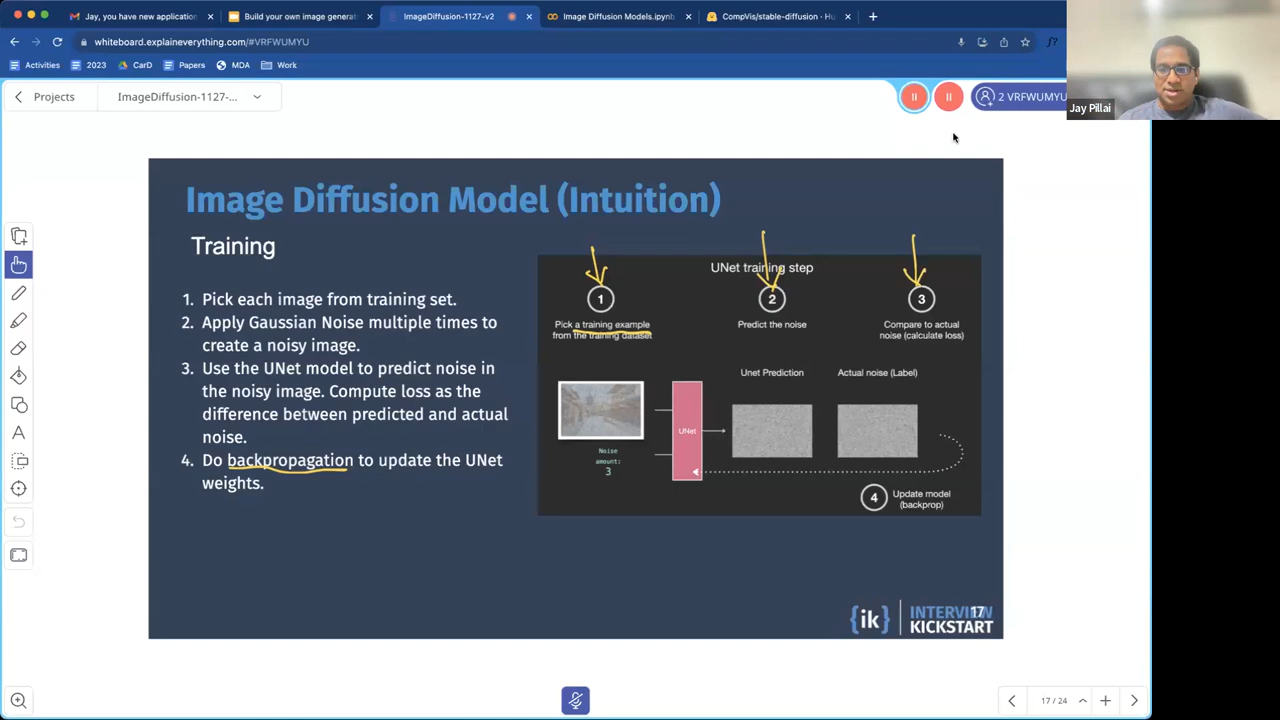 Jay, you have new application
Build your own image generat
ImageDiffusion-1127-v2
Image Diffusion Models.ipynb
CompVis/stable-diffusion · Hu
whiteboard.explaineverything.com/#VRFWUMYU
Activities
2023
CarD
Papers
MDA
Work
Projects
ImageDiffusion-1127-...
2 VRFWUMYU
Jay Pillai
Image Diffusion Model (Intuition)
Training
1. Pick each image from training set.
2. Apply Gaussian Noise multiple times to
create a noisy image.
3. Use the UNet model to predict noise in
the noisy image. Compute loss as the
difference between predicted and actual
noise.
4. Do backpropagation to update the UNet
weights.
UNet training step
1
2
3
Pick a training example
from the training dataset
Predict the noise
Compare to actual
noise (calculate loss)
Unet Prediction
Actual noise (Label)
UNet
Noise
amount:
3
4
Update model
(backprop)
{ik}
INTERVIEW
KICKSTART
17
17 / 24